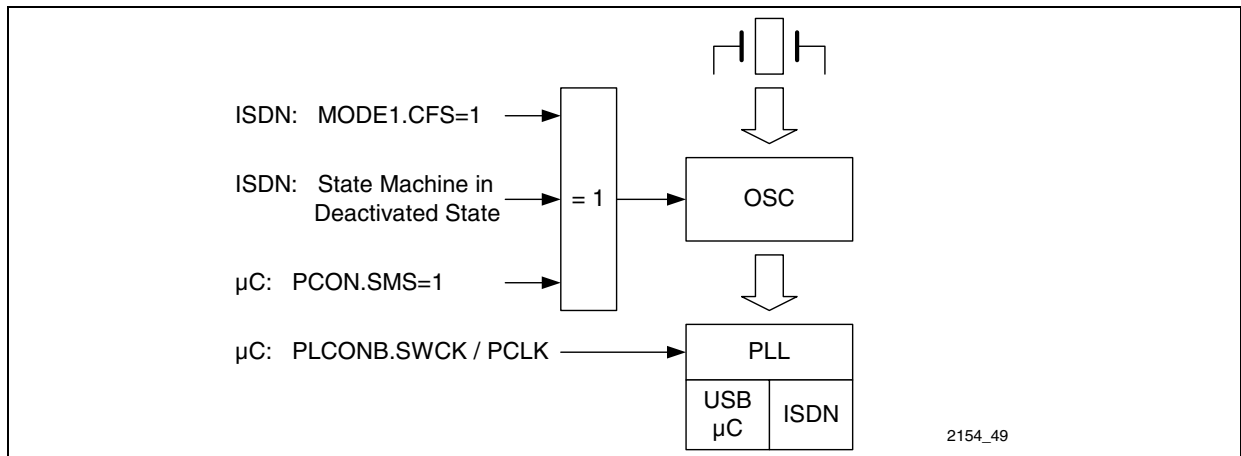 ISDN: MODE1.CFS=1
ISDN: State Machine in
Deactivated State
= 1
OSC
µC: PCON.SMS=1
µC: PLCONB.SWCK / PCLK
PLL
USB
µC
ISDN
2154_49